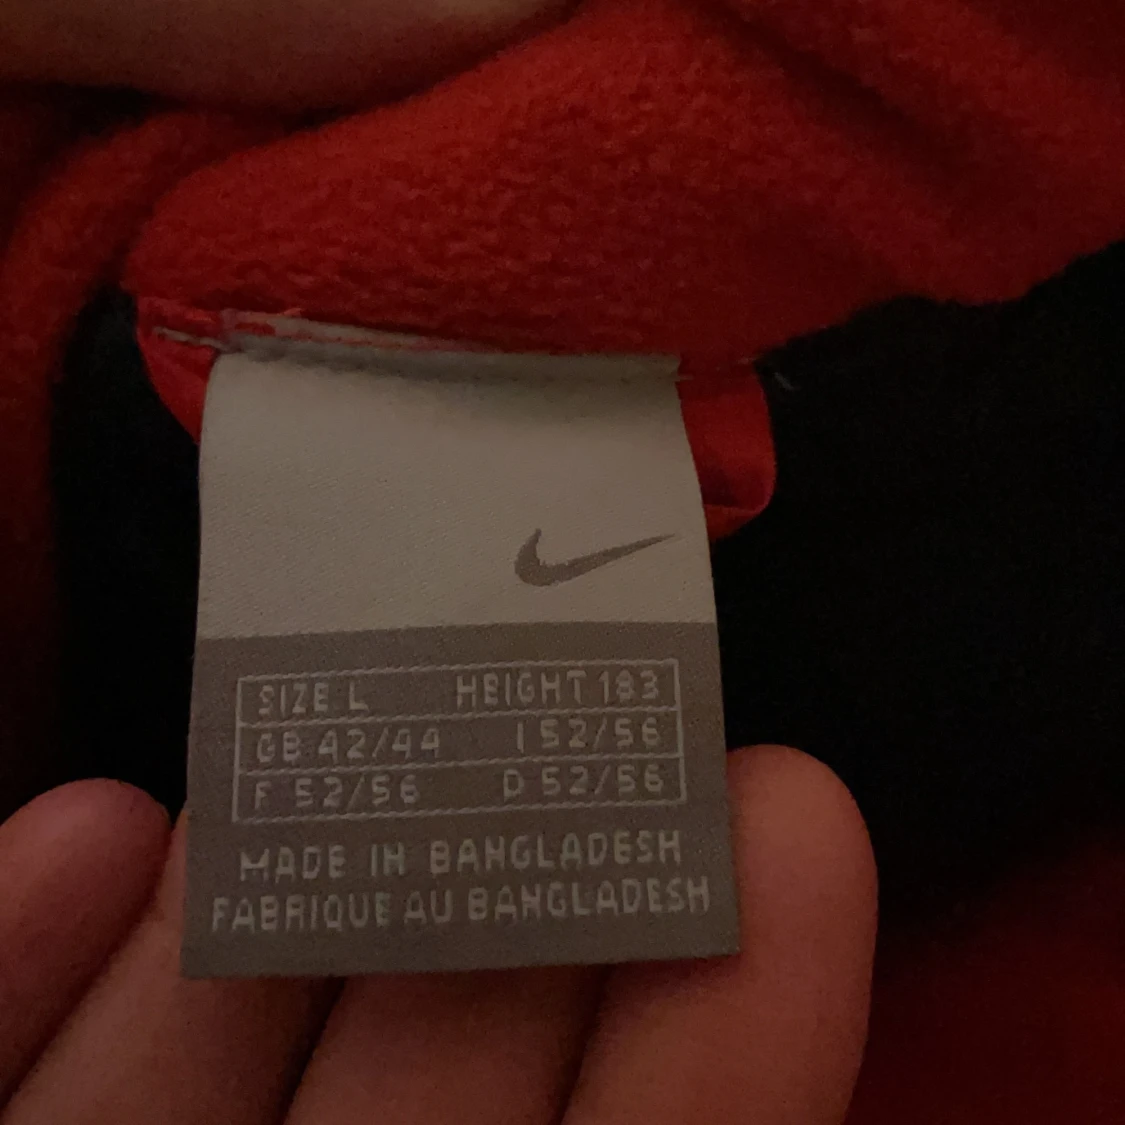 SIZE L HEIGHT 183
GB 42/44 I 52/56
F 52/56 D 52/56
MADE IN BANGLADESH
FABRIQUE AU BANGLADESH